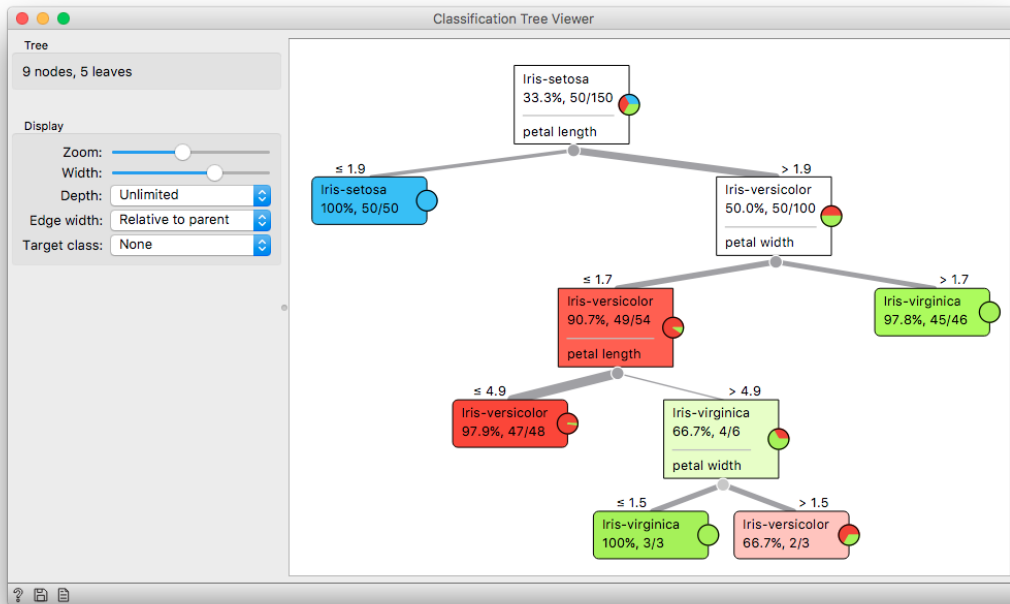 Classification Tree Viewer
Tree
9 nodes, 5 leaves
Display
Zoom:
Width:
Depth: Unlimited
Edge width: Relative to parent
Target class: None
Iris-setosa
33.3%, 50/150
petal length
≤ 1.9
> 1.9
Iris-setosa
100%, 50/50
Iris-versicolor
50.0%, 50/100
petal width
≤ 1.7
> 1.7
Iris-versicolor
90.7%, 49/54
petal length
Iris-virginica
97.8%, 45/46
≤ 4.9
> 4.9
Iris-versicolor
97.9%, 47/48
Iris-virginica
66.7%, 4/6
petal width
≤ 1.5
> 1.5
Iris-virginica
100%, 3/3
Iris-versicolor
66.7%, 2/3
?